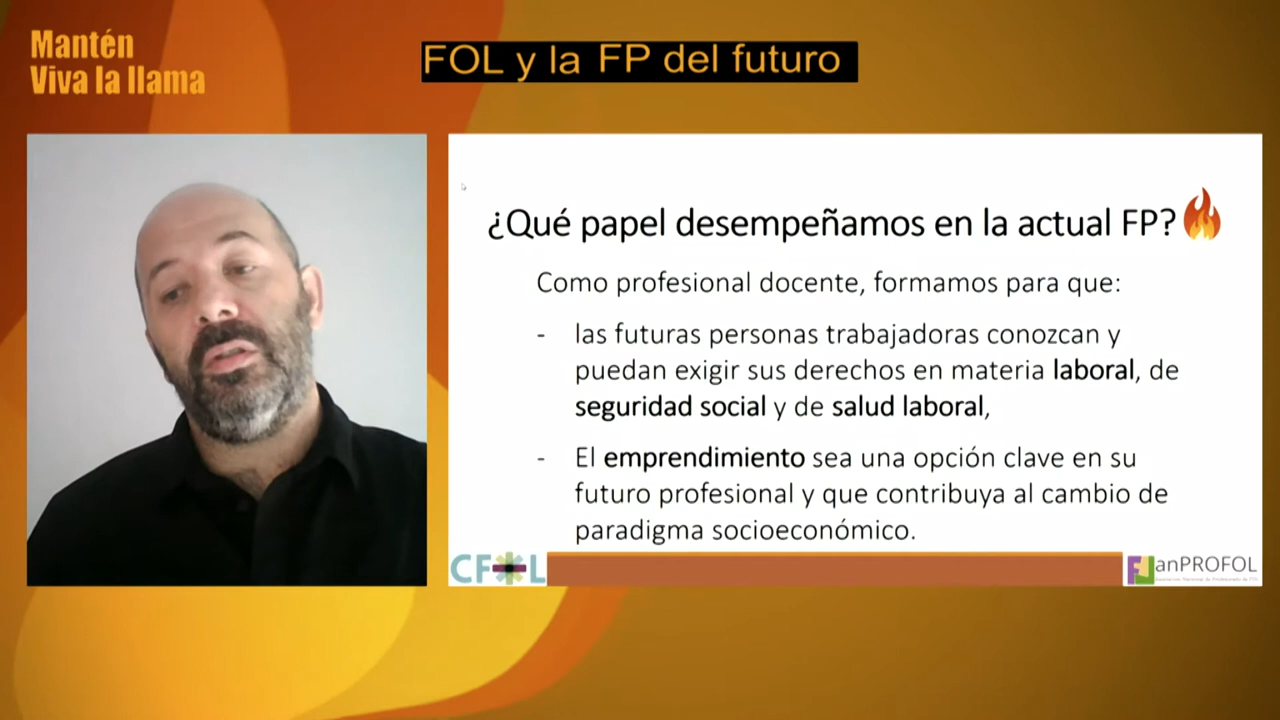 Mantén
Viva la llama
FOL y la FP del futuro
¿Qué papel desempeñamos en la actual FP?
Como profesional docente, formamos para que:
- las futuras personas trabajadoras conozcan y
puedan exigir sus derechos en materia laboral, de
seguridad social y de salud laboral,
- El emprendimiento sea una opción clave en su
futuro profesional y que contribuya al cambio de
paradigma socioeconómico.
CFOL
anPROFOL